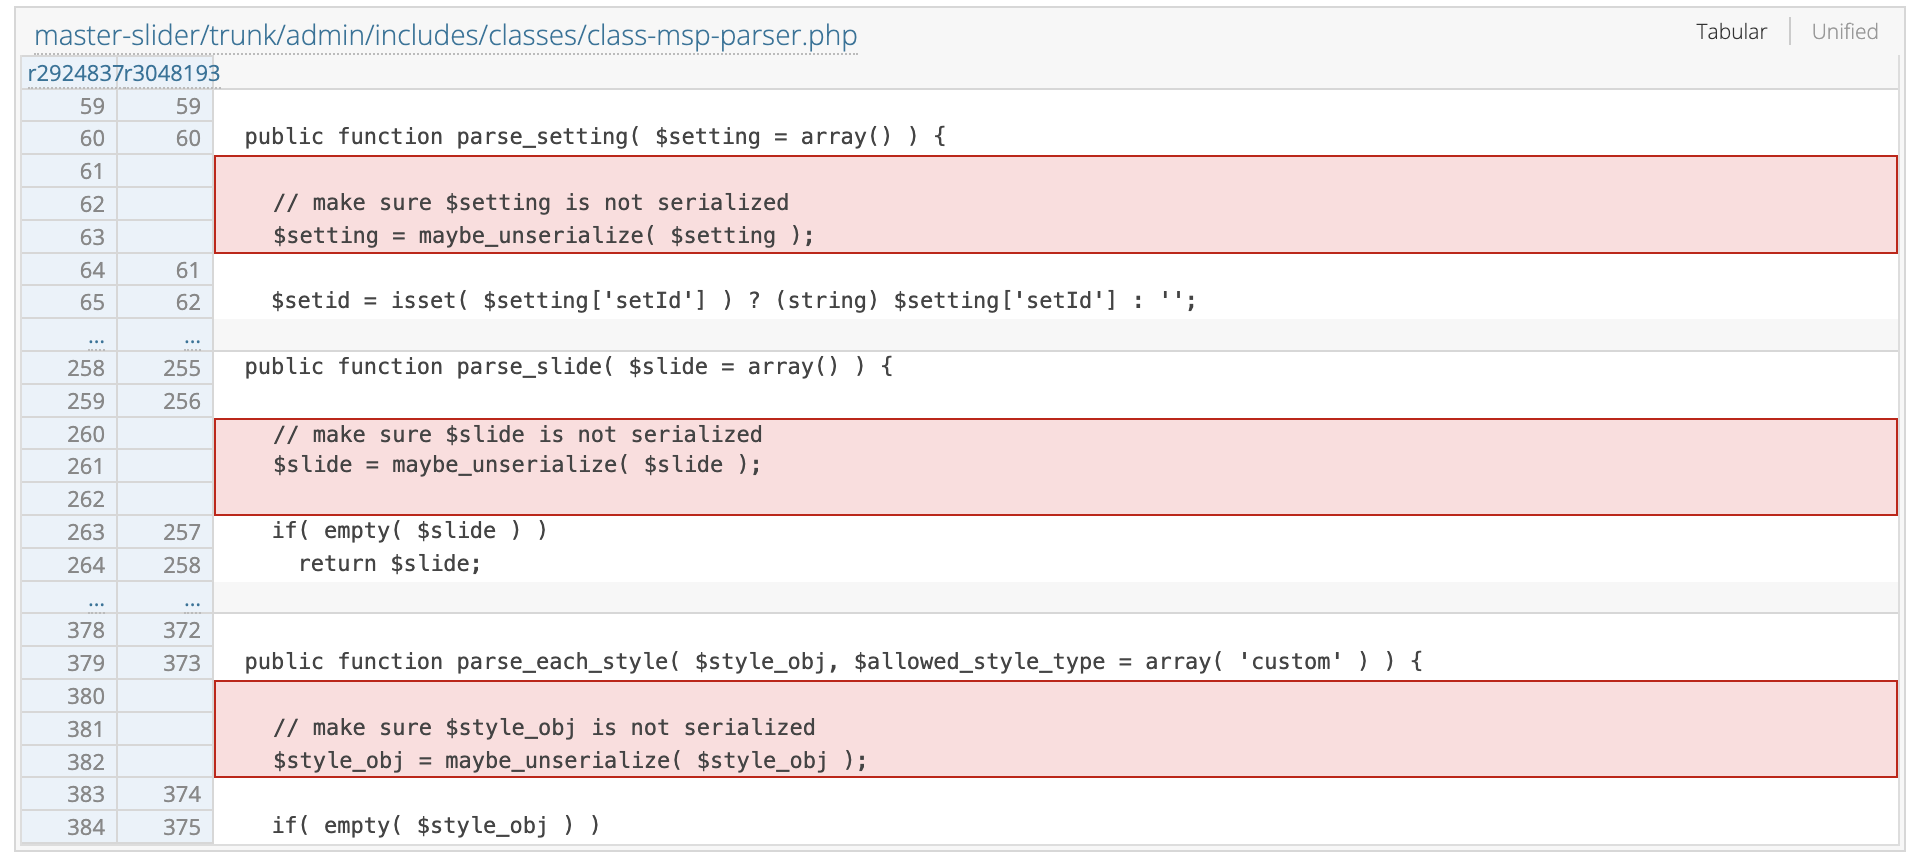 master-slider/trunk/admin/includes/classes/class-msp-parser.php
Tabular Unified
r2924837 r3048193
59 59
60 60 public function parse_setting( $setting = array() ) {
61
62 // make sure $setting is not serialized
63 $setting = maybe_unserialize( $setting );
64 61
65 62 $setid = isset( $setting['setId'] ) ? (string) $setting['setId'] : '';
... ...
258 255 public function parse_slide( $slide = array() ) {
259 256
260 // make sure $slide is not serialized
261 $slide = maybe_unserialize( $slide );
262
263 257 if( empty( $slide ) )
264 258 return $slide;
... ...
378 372
379 373 public function parse_each_style( $style_obj, $allowed_style_type = array( 'custom' ) ) {
380
381 // make sure $style_obj is not serialized
382 $style_obj = maybe_unserialize( $style_obj );
383 374
384 375 if( empty( $style_obj ) )